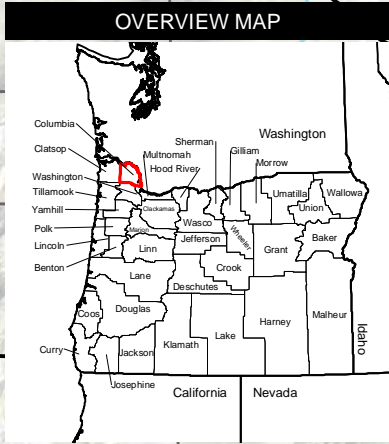 OVERVIEW MAP
Columbia
Clatsop
Washington
Tillamook
Yamhill
Polk
Lincoln
Benton
Multnomah
Hood River
Sherman
Gilliam
Morrow
Washington
Umatilla
Wallowa
Union
Clackamas
Marion
Wasco
Jefferson
Wheeler
Grant
Baker
Linn
Crook
Lane
Deschutes
Coos
Douglas
Malheur
Harney
Lake
Klamath
Idaho
Curry
Jackson
Josephine
California
Nevada